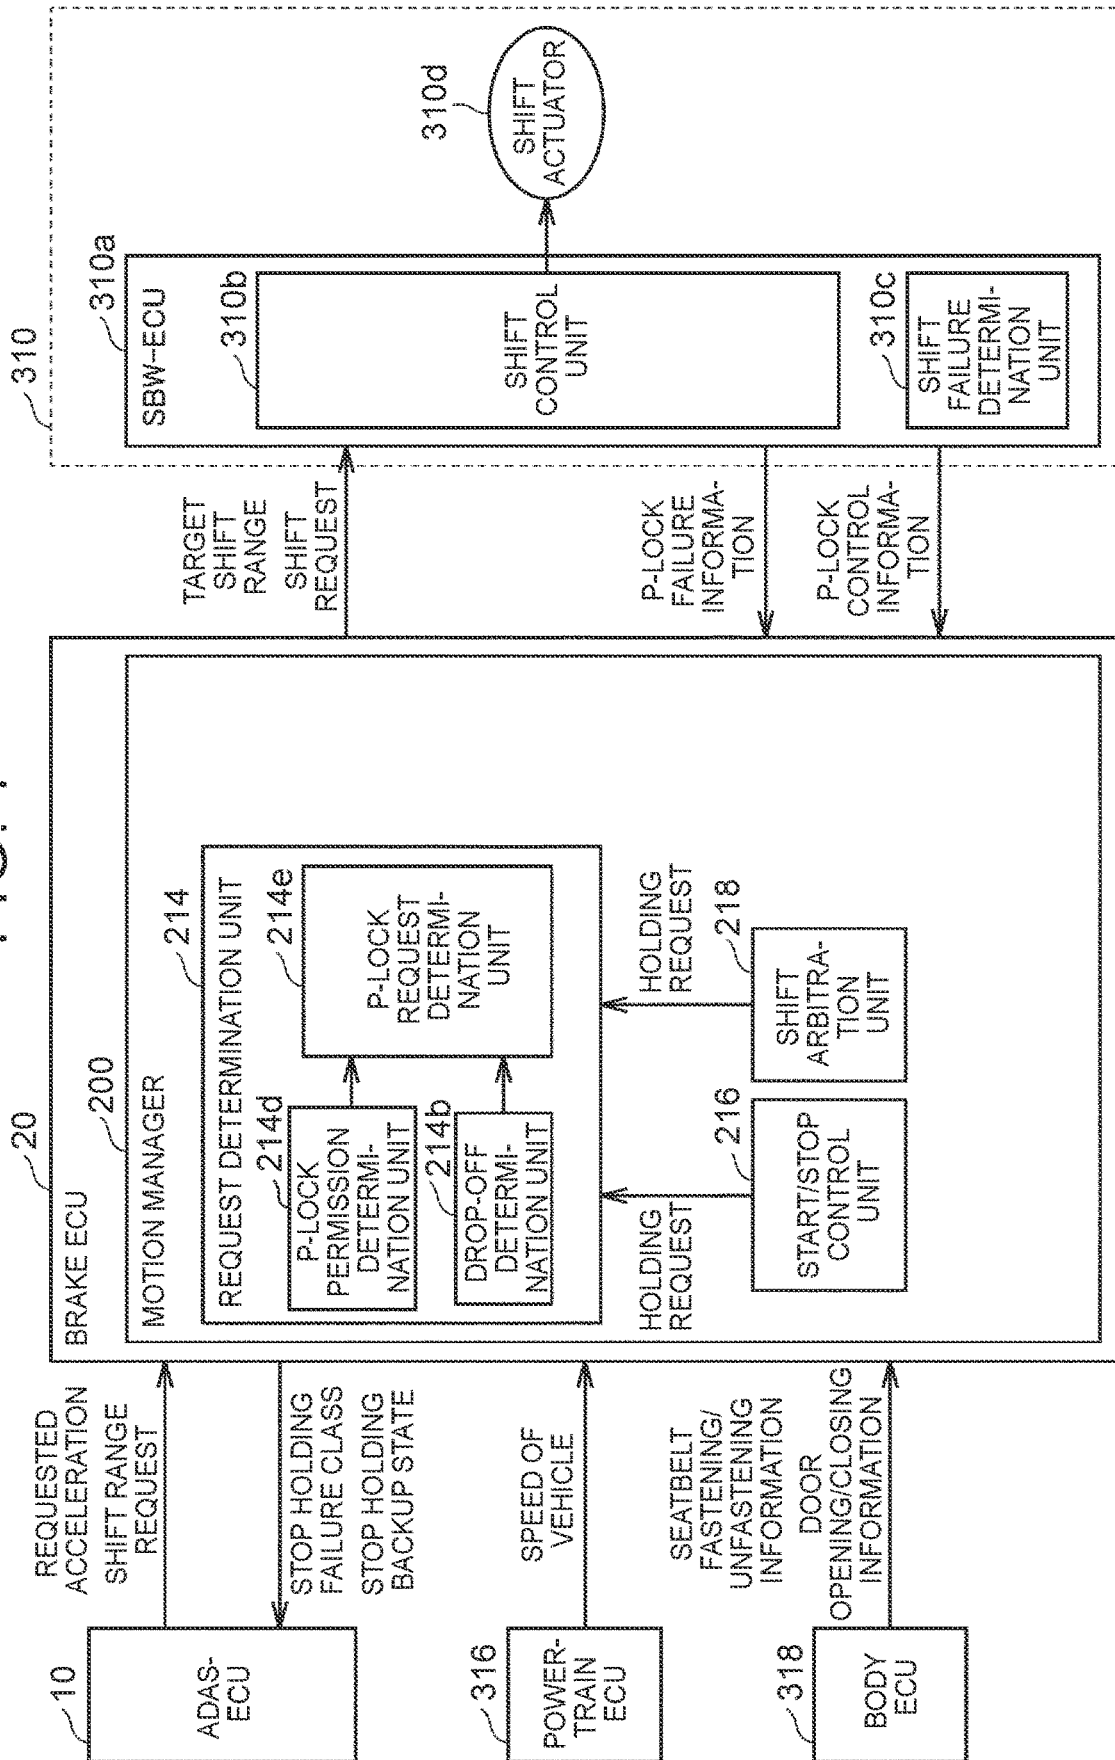 10
ADAS-
ECU
REQUESTED
ACCELERATION
SHIFT RANGE
REQUEST
STOP HOLDING
FAILURE CLASS
STOP HOLDING
BACKUP STATE
316
POWER-
TRAIN
ECU
SPEED OF
VEHICLE
318
BODY
ECU
SEATBELT
FASTENING/
UNFASTENING
INFORMATION
DOOR
OPENING/CLOSING
INFORMATION
20
BRAKE ECU
200
MOTION MANAGER
214
REQUEST DETERMINATION UNIT
214d
P-LOCK
PERMISSION
DETERMI-
NATION UNIT
214b
DROP-OFF
DETERMI-
NATION UNIT
214e
P-LOCK
REQUEST
DETERMI-
NATION
UNIT
HOLDING
REQUEST
HOLDING
REQUEST
216
START/STOP
CONTROL
UNIT
218
SHIFT
ARBITRA-
TION
UNIT
TARGET
SHIFT
RANGE
SHIFT
REQUEST
P-LOCK
FAILURE
INFORMA-
TION
P-LOCK
CONTROL
INFORMA-
TION
310
310a
SBW-ECU
310b
SHIFT
CONTROL
UNIT
310c
SHIFT
FAILURE
DETERMI-
NATION
UNIT
310d
SHIFT
ACTUATOR